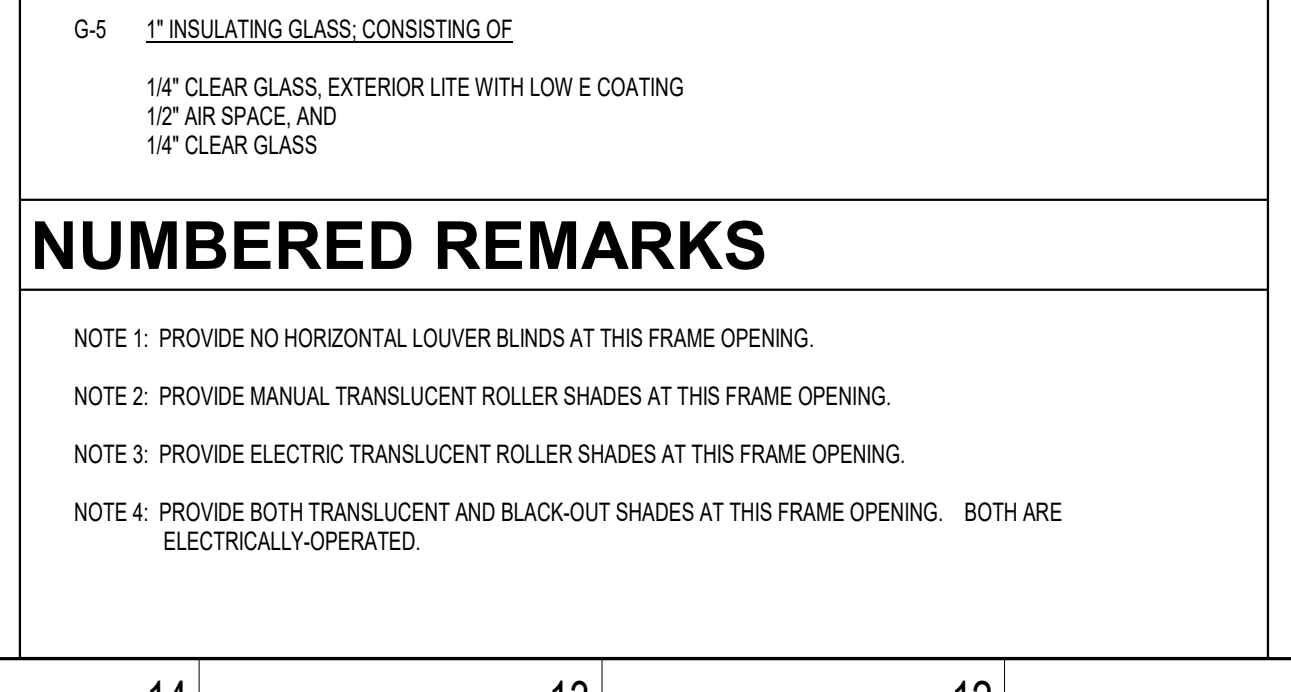 G-5 1" INSULATING GLASS; CONSISTING OF
1/4" CLEAR GLASS, EXTERIOR LITE WITH LOW E COATING
1/2" AIR SPACE, AND
1/4" CLEAR GLASS
NUMBERED REMARKS
NOTE 1: PROVIDE NO HORIZONTAL LOUVER BLINDS AT THIS FRAME OPENING.
NOTE 2: PROVIDE MANUAL TRANSLUCENT ROLLER SHADES AT THIS FRAME OPENING.
NOTE 3: PROVIDE ELECTRIC TRANSLUCENT ROLLER SHADES AT THIS FRAME OPENING.
NOTE 4: PROVIDE BOTH TRANSLUCENT AND BLACK-OUT SHADES AT THIS FRAME OPENING. BOTH ARE
ELECTRICALLY-OPERATED.